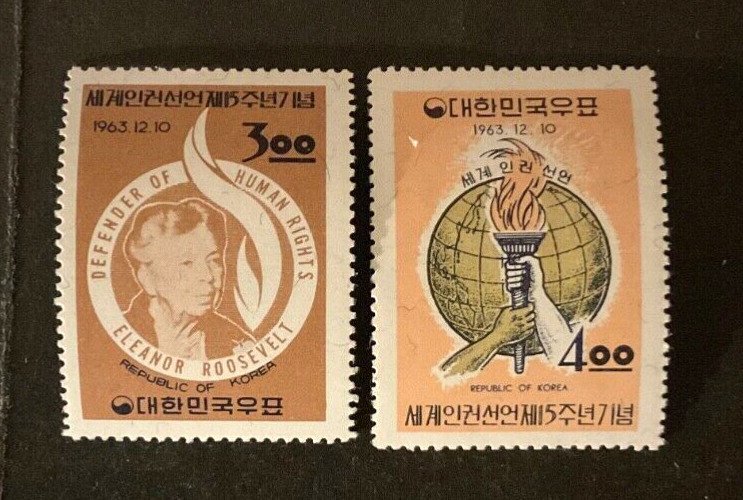 세계인권선언제15주년기념
1963.12.10
3.00
DEFENDER OF HUMAN RIGHTS
ELEANOR ROOSEVELT
REPUBLIC OF KOREA
대한민국우표
대한민국우표
1963.12.10
세계 인권 선언
4.00
REPUBLIC OF KOREA
세계인권선언제15주년기념